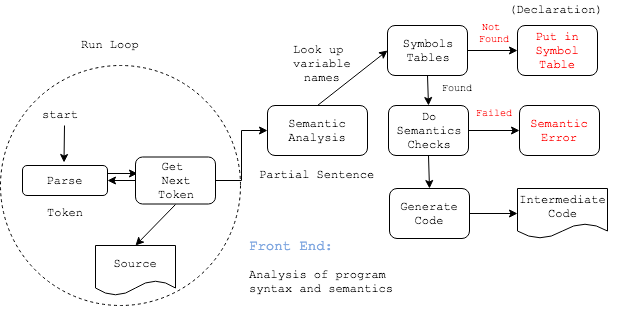 (Declaration)
Run Loop
Look up
variable
names
Symbols
Tables
Not
Found
Put in
Symbol
Table
Found
start
Semantic
Analysis
Do
Semantics
Checks
Failed
Semantic
Error
Parse
Get
Next
Token
Partial Sentence
Token
Generate
Code
Intermediate
Code
Source
Front End:
Analysis of program
syntax and semantics